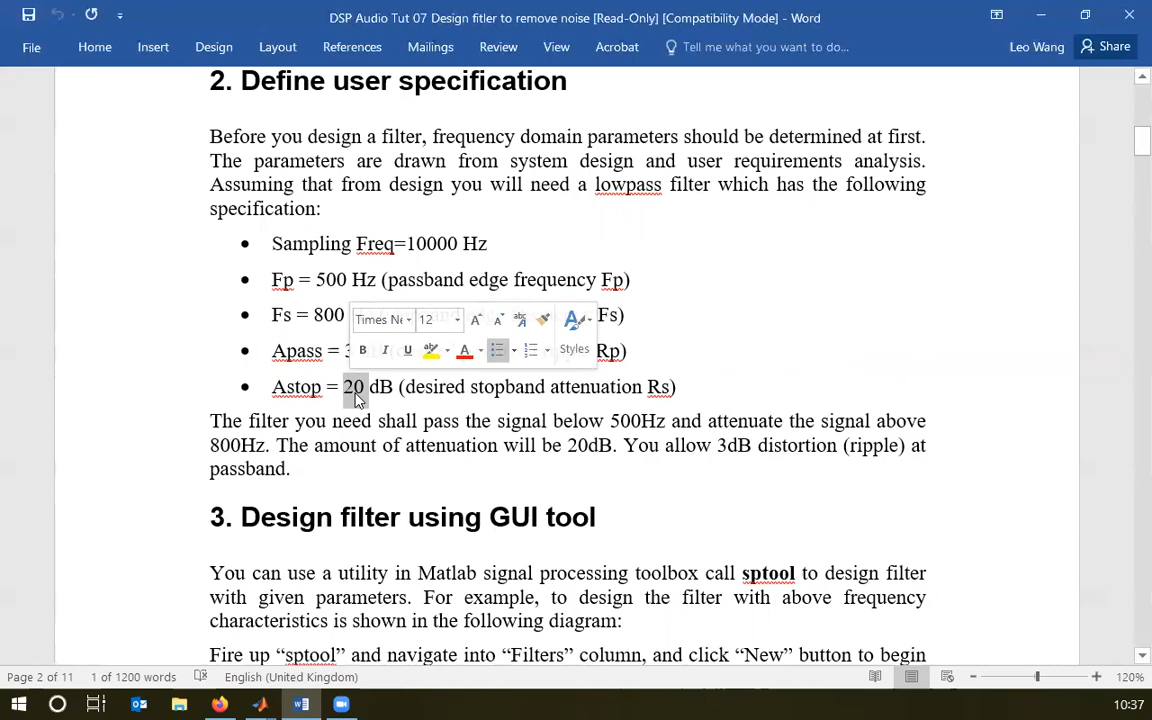 DSP Audio Tut 07 Design fitler to remove noise [Read-Only] [Compatibility Mode] - Word
File Home Insert Design Layout References Mailings Review View Acrobat Tell me what you want to do... Leo Wang Share
2. Define user specification
Before you design a filter, frequency domain parameters should be determined at first.
The parameters are drawn from system design and user requirements analysis.
Assuming that from design you will need a lowpass filter which has the following
specification:
• Sampling Freq=10000 Hz
• Fp = 500 Hz (passband edge frequency Fp)
• Fs = 800 Fs)
Times Ne 12
• Apass = 3 Rp)
B I U A Styles
• Astop = 20 dB (desired stopband attenuation Rs)
The filter you need shall pass the signal below 500Hz and attenuate the signal above
800Hz. The amount of attenuation will be 20dB. You allow 3dB distortion (ripple) at
passband.
3. Design filter using GUI tool
You can use a utility in Matlab signal processing toolbox call sptool to design filter
with given parameters. For example, to design the filter with above frequency
characteristics is shown in the following diagram:
Fire up “sptool” and navigate into “Filters” column, and click “New” button to begin
Page 2 of 11 1 of 1200 words English (United Kingdom) 120%
10:37